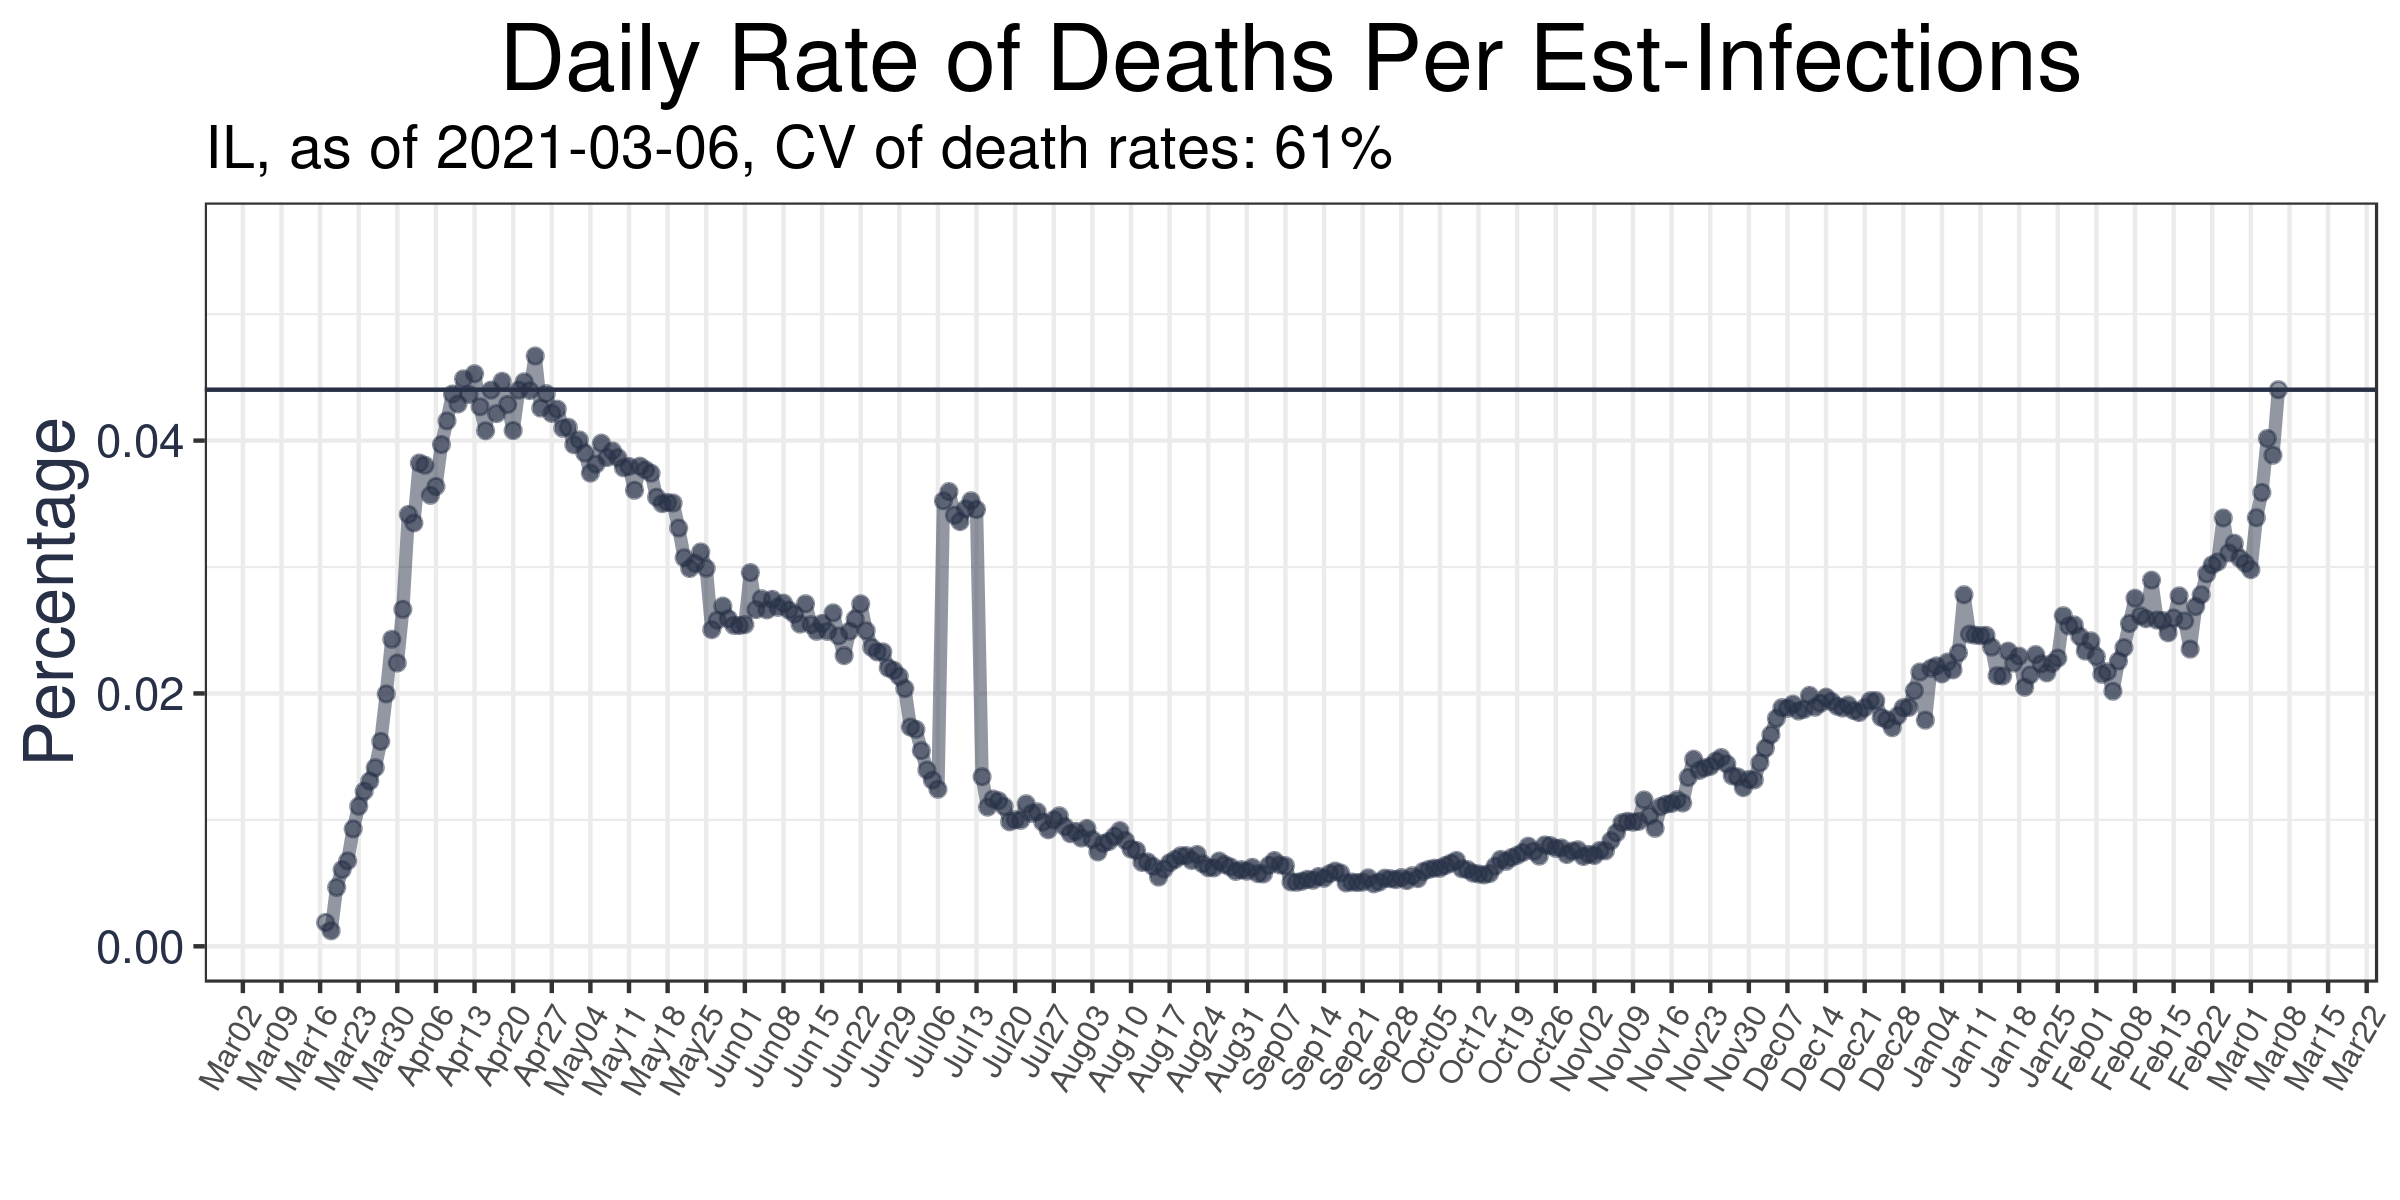 Daily Rate of Deaths Per Est-Infections
IL, as of 2021-03-06, CV of death rates: 61%
Percentage
0.04
0.02
0.00
Mar02 Mar09 Mar16 Mar23 Mar30 Apr06 Apr13 Apr20 Apr27 May04 May11 May18 May25 Jun01 Jun08 Jun15 Jun22 Jun29 Jul06 Jul13 Jul20 Jul27 Aug03 Aug10 Aug17 Aug24 Aug31 Sep07 Sep14 Sep21 Sep28 Oct05 Oct12 Oct19 Oct26 Nov02 Nov09 Nov16 Nov23 Nov30 Dec07 Dec14 Dec21 Dec28 Jan04 Jan11 Jan18 Jan25 Feb01 Feb08 Feb15 Feb22 Mar01 Mar08 Mar15 Mar22